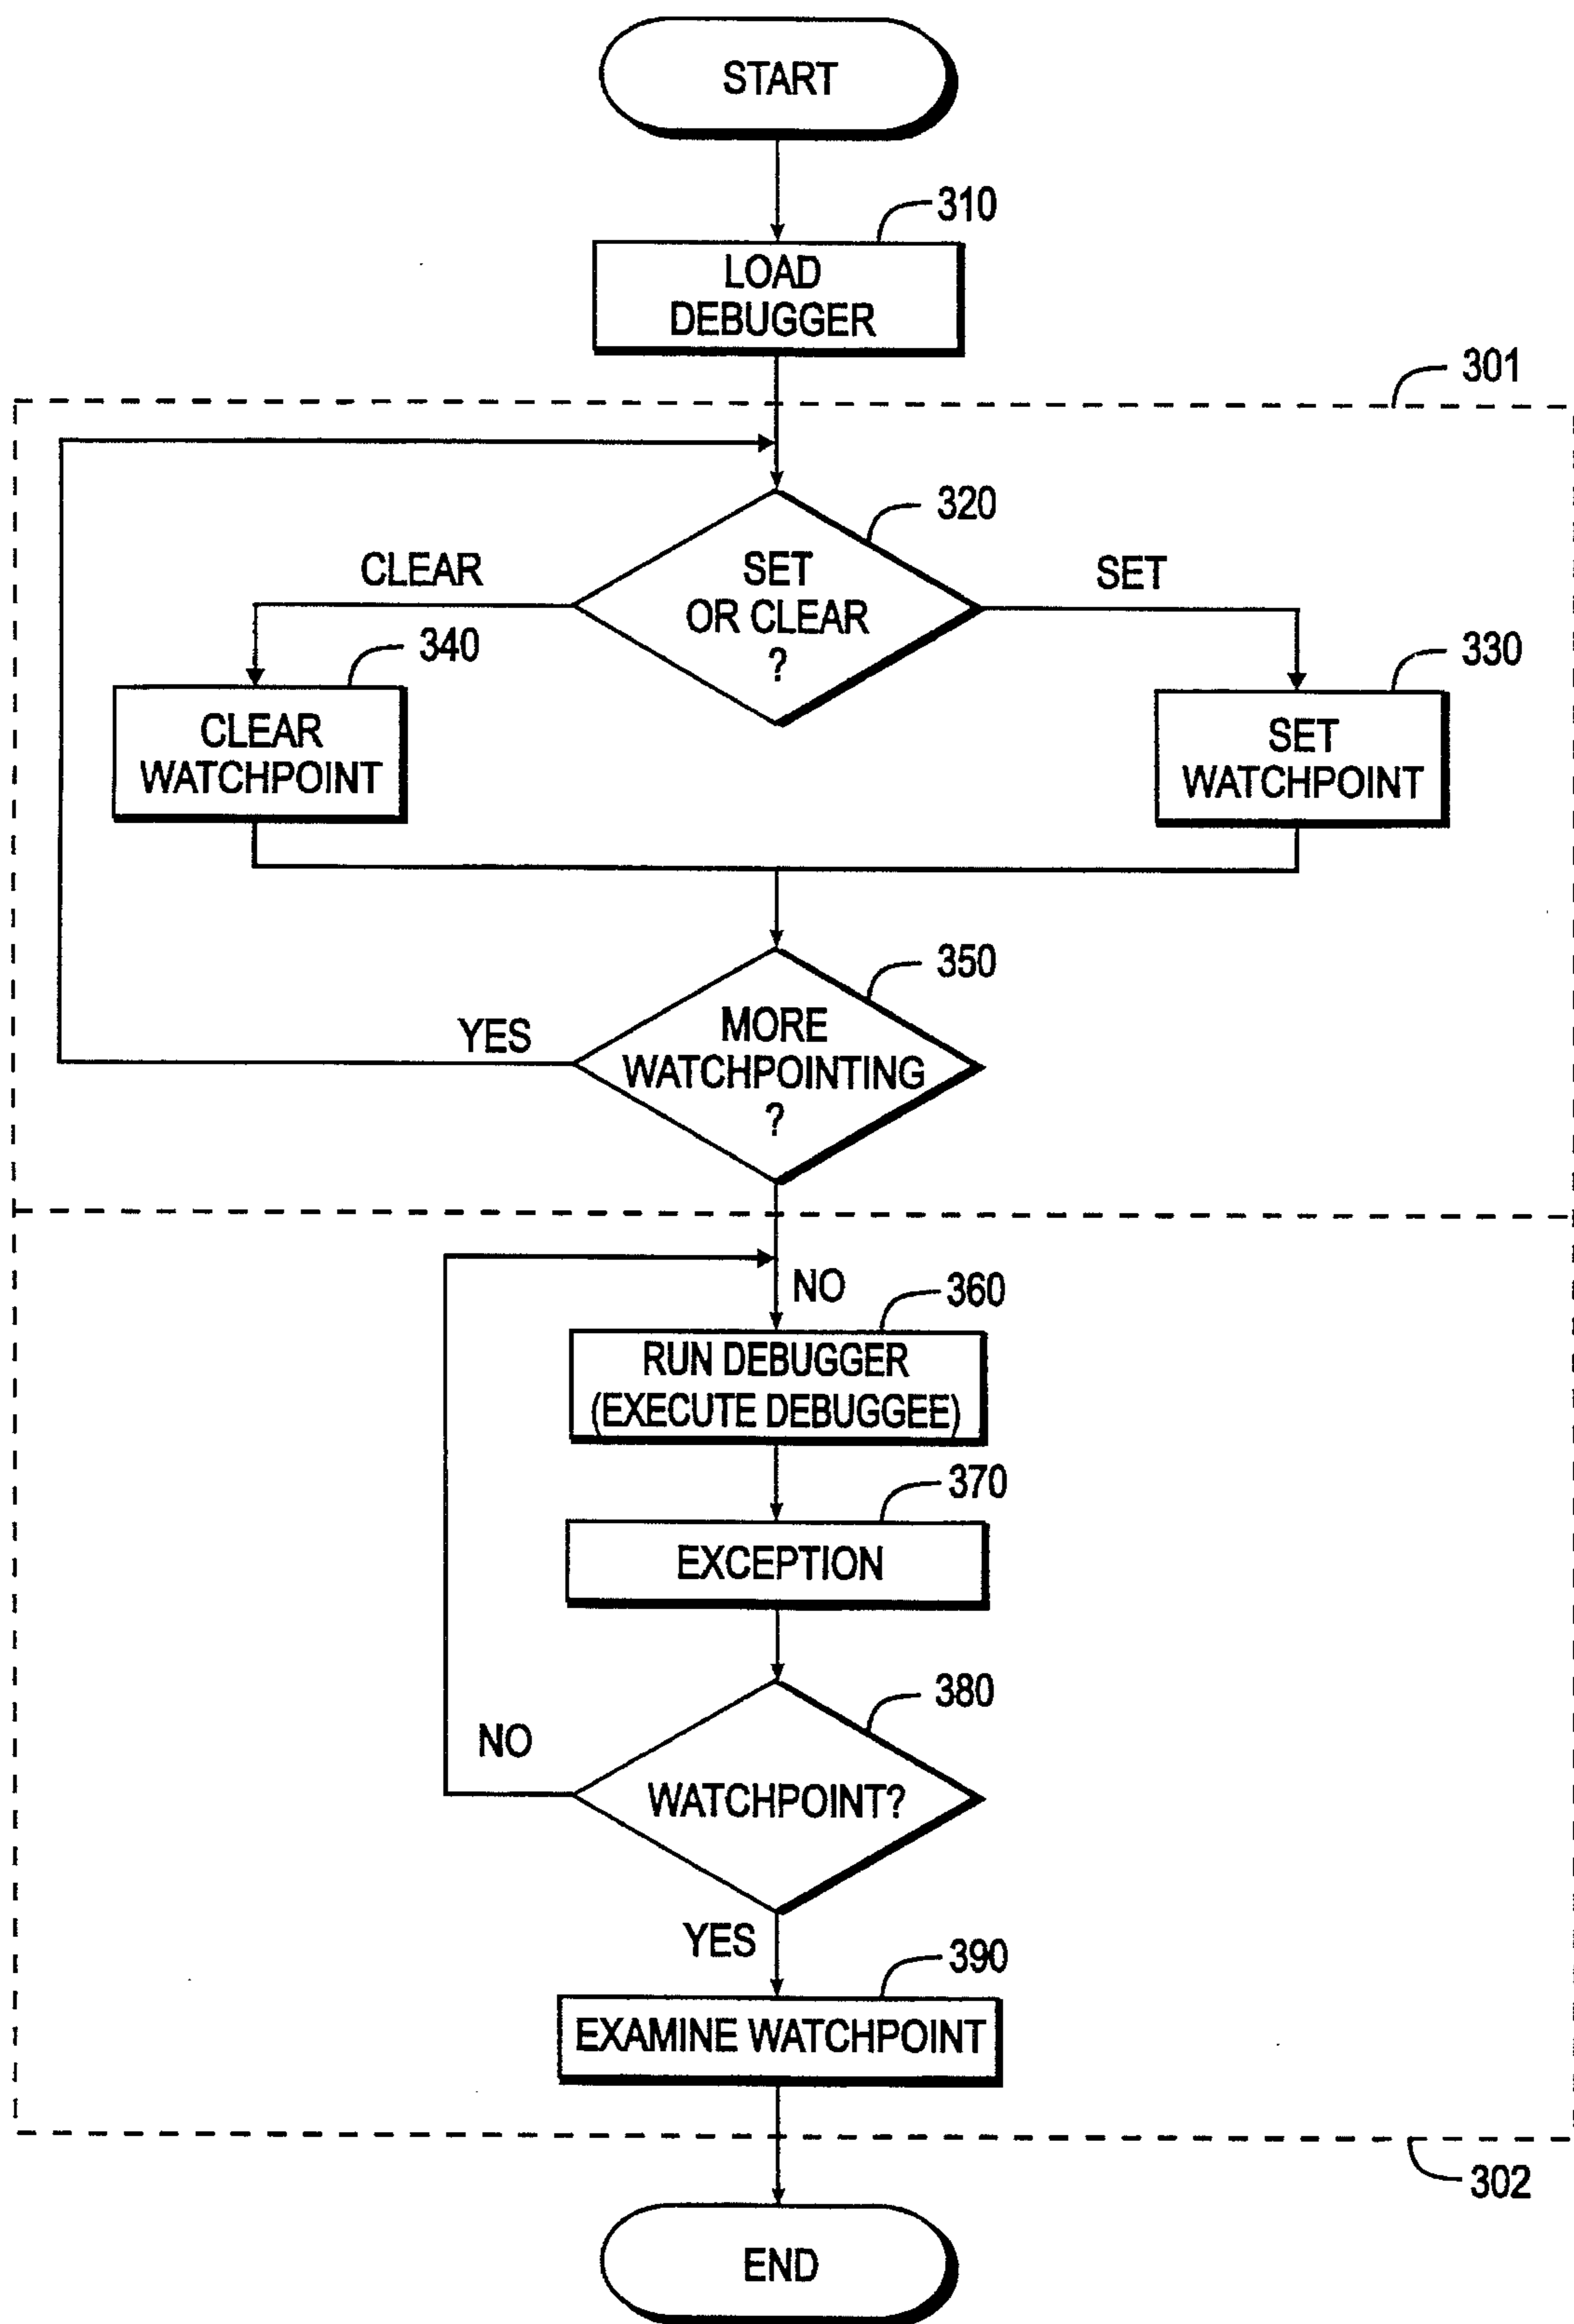 START
310
LOAD
DEBUGGER
301
320
CLEAR
SET
OR CLEAR
?
SET
340
330
CLEAR
WATCHPOINT
SET
WATCHPOINT
350
YES
MORE
WATCHPOINTING
?
NO
360
RUN DEBUGGER
(EXECUTE DEBUGGEE)
370
EXCEPTION
380
NO
WATCHPOINT?
YES
390
EXAMINE WATCHPOINT
302
END